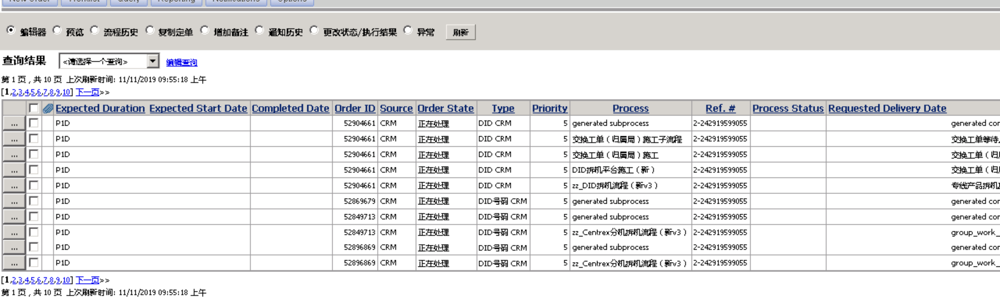 New Order Worklist Query Reporting Notifications Options
编辑器 预览 流程历史 复制定单 增加备注 通知历史 更改状态/执行结果 异常 刷新
查询结果 <请选择一个查询> 编辑查询
第 1 页 , 共 10 页 上次刷新时间: 11/11/2019 09:55:18 上午
[1,2,3,4,5,6,7,8,9,10] 下一页>>
Expected Duration Expected Start Date Completed Date Order ID Source Order State Type Priority Process Ref. # Process Status Requested Delivery Date
... P1D 52904661 CRM 正在处理 DID CRM 5 generated subprocess 2-242919599055 generated cor
... P1D 52904661 CRM 正在处理 DID CRM 5 交换工单（归属局）施工子流程 2-242919599055 交换工单等待
... P1D 52904661 CRM 正在处理 DID CRM 5 交换工单（归属局）施工 2-242919599055 交换工单（归
... P1D 52904661 CRM 正在处理 DID CRM 5 DID拆机平台施工（新） 2-242919599055 交换工单（归
... P1D 52904661 CRM 正在处理 DID CRM 5 zz_DID拆机流程（新v3） 2-242919599055 专线产品拆机
... P1D 52869679 CRM 正在处理 DID号码 CRM 5 generated subprocess 2-242919599055 generated cor
... P1D 52849713 CRM 正在处理 DID号码 CRM 5 generated subprocess 2-242919599055 generated cor
... P1D 52849713 CRM 正在处理 DID号码 CRM 5 zz_Centrex分机拆机流程（新v3） 2-242919599055 group_work_
... P1D 52896869 CRM 正在处理 DID号码 CRM 5 generated subprocess 2-242919599055 generated cor
... P1D 52896869 CRM 正在处理 DID号码 CRM 5 zz_Centrex分机拆机流程（新v3） 2-242919599055 group_work_
[1,2,3,4,5,6,7,8,9,10] 下一页>>
第 1 页 , 共 10 页 上次刷新时间: 11/11/2019 09:55:18 上午